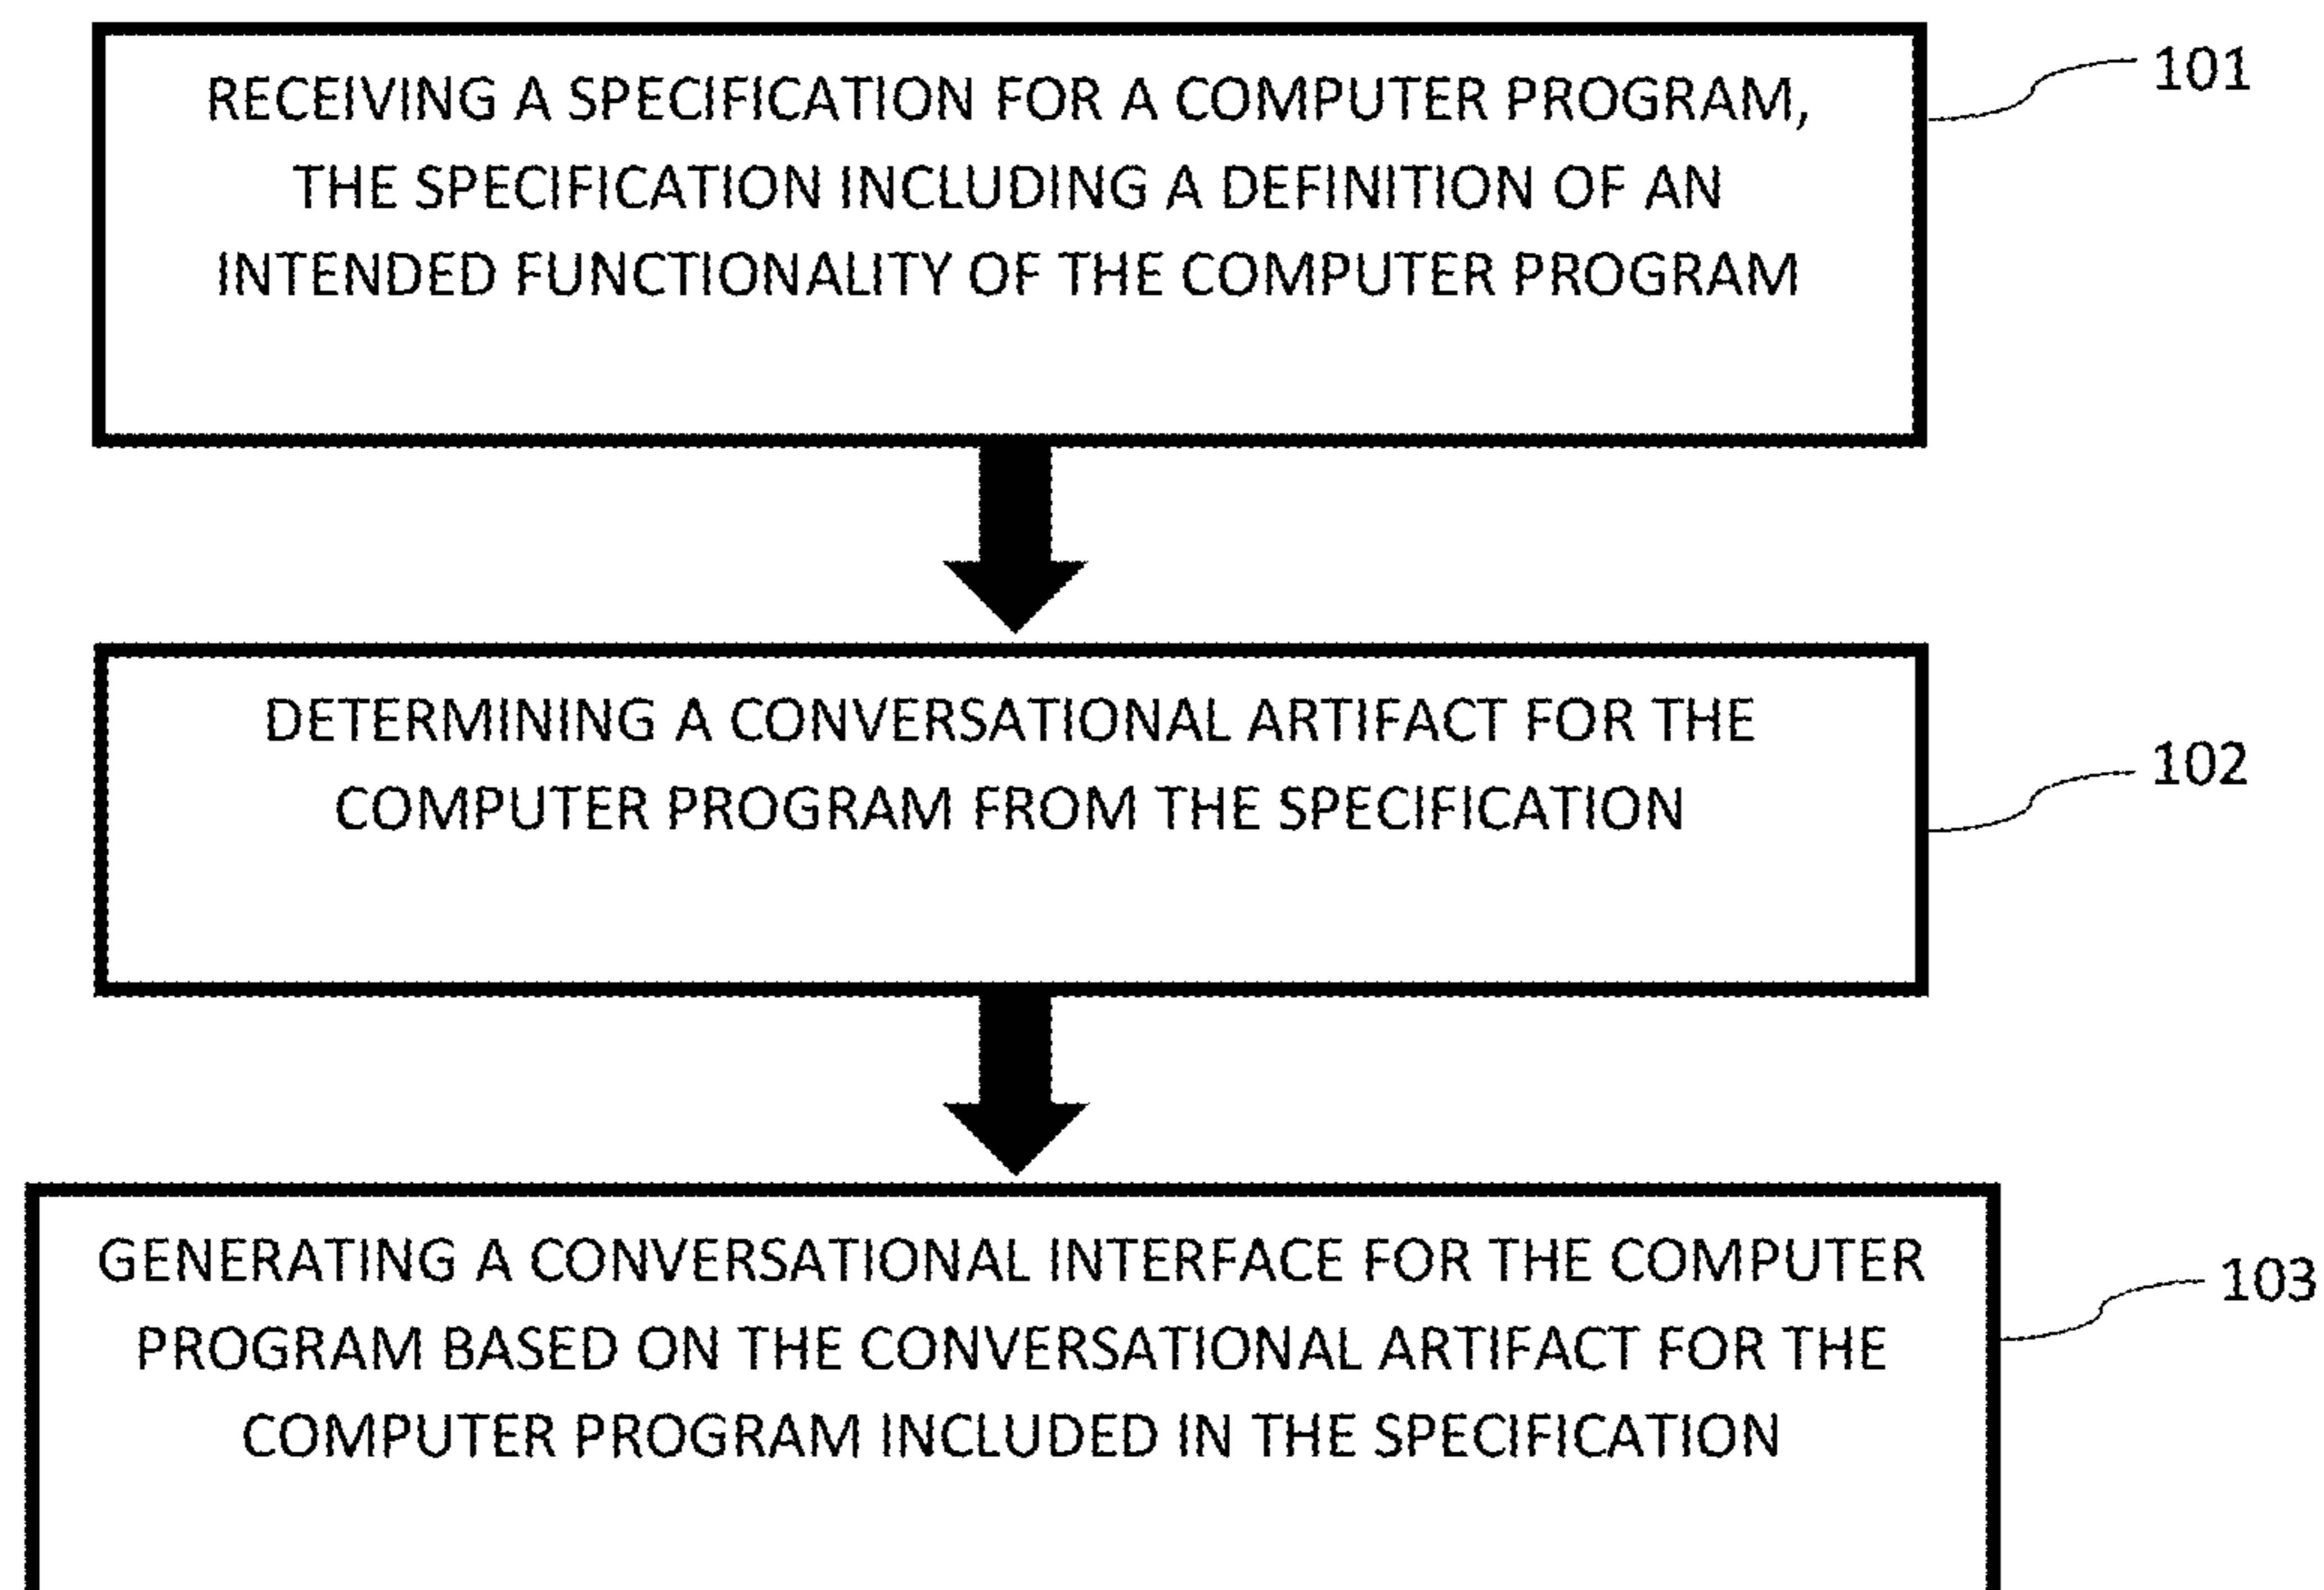 RECEIVING A SPECIFICATION FOR A COMPUTER PROGRAM,
THE SPECIFICATION INCLUDING A DEFINITION OF AN
INTENDED FUNCTIONALITY OF THE COMPUTER PROGRAM
101
DETERMINING A CONVERSATIONAL ARTIFACT FOR THE
COMPUTER PROGRAM FROM THE SPECIFICATION
102
GENERATING A CONVERSATIONAL INTERFACE FOR THE COMPUTER
PROGRAM BASED ON THE CONVERSATIONAL ARTIFACT FOR THE
COMPUTER PROGRAM INCLUDED IN THE SPECIFICATION
103